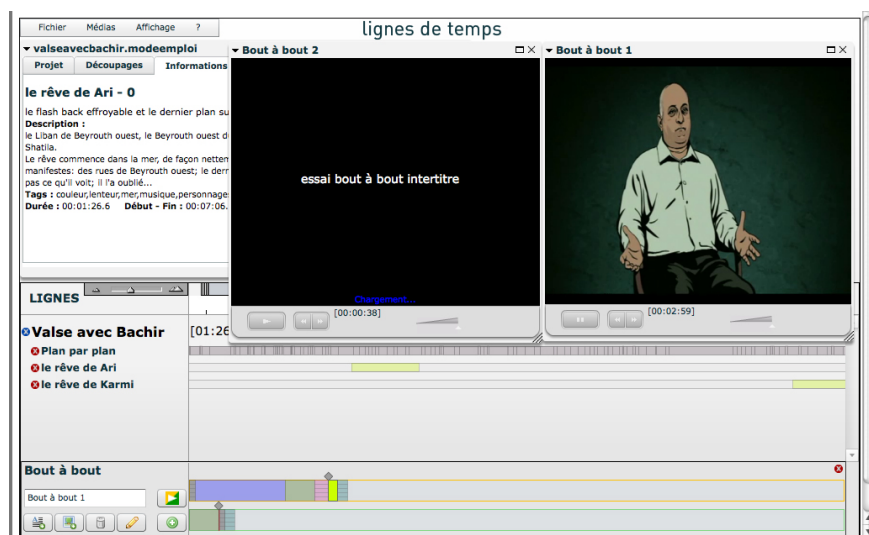 Fichier Médias Affichage ?
lignes de temps
valseavecbachir.modeemploi
Projet Découpages Informations
le rêve de Ari - 0
le flash back effroyable et le dernier plan su
Description :
le Liban de Beyrouth ouest, le Beyrouth ouest d
Shatila.
Le rêve commence dans la mer, de façon netten
manifestes: des rues de Beyrouth ouest; le derr
pas ce qu'il voit; il l'a oublié...
Tags : couleur,lenteur,mer,musique,personnage
Durée : 00:01:26.6 Début - Fin : 00:07:06.
Bout à bout 2
essai bout à bout intertitre
Chargement...
[00:00:38]
Bout à bout 1
[00:02:59]
LIGNES
Valse avec Bachir
[01:26
Plan par plan
le rêve de Ari
le rêve de Karmi
Bout à bout
Bout à bout 1